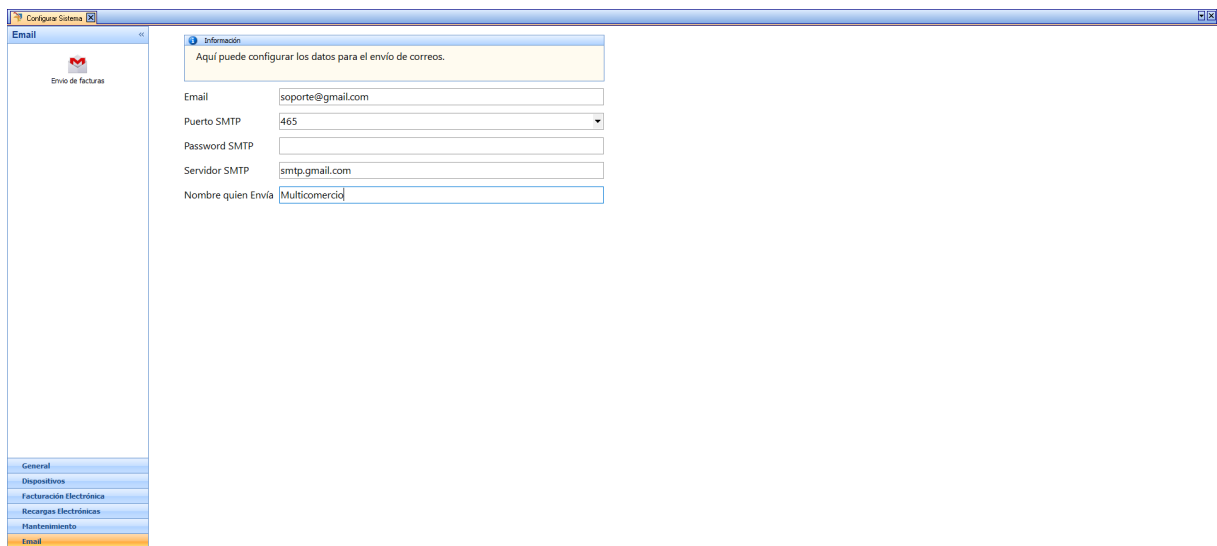 Configurar Sistema
Email «
Envio de facturas
Información
Aquí puede configurar los datos para el envío de correos.
Email soporte@gmail.com
Puerto SMTP 465
Password SMTP
Servidor SMTP smtp.gmail.com
Nombre quien Envía Multicomercio
General
Dispositivos
Facturación Electrónica
Recargas Electrónicas
Mantenimiento
Email